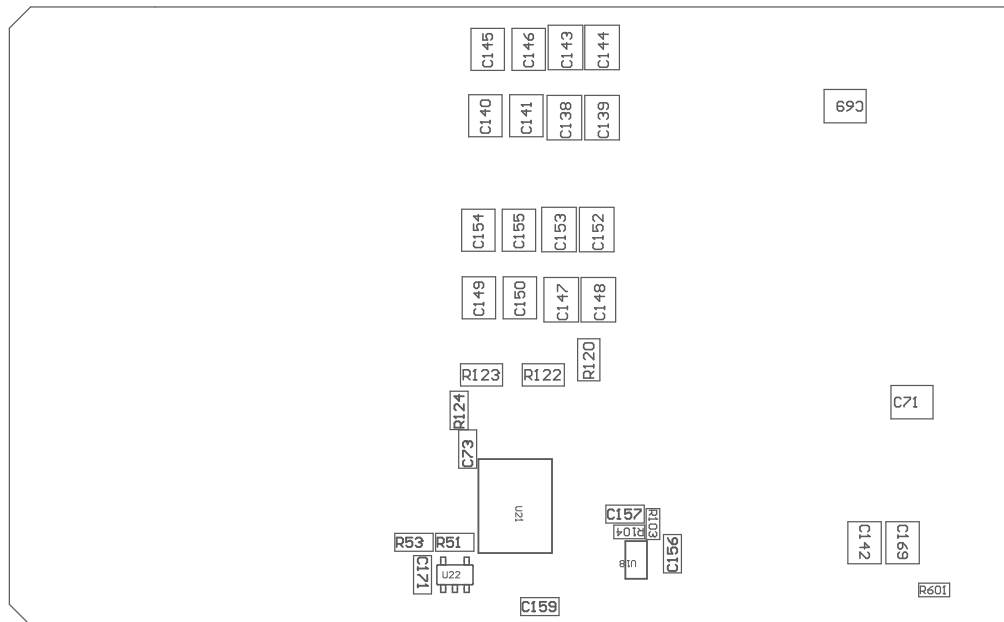 C145 C146 C143 C144
C140 C141 C138 C139
C69
C154 C155 C153 C152
C149 C150 C147 C148
R120
R123 R122
C71
R124
C73
U21
C157 R103
R104
R53 R51
C156
C142 C169
U18
C171 U22
R601
C159